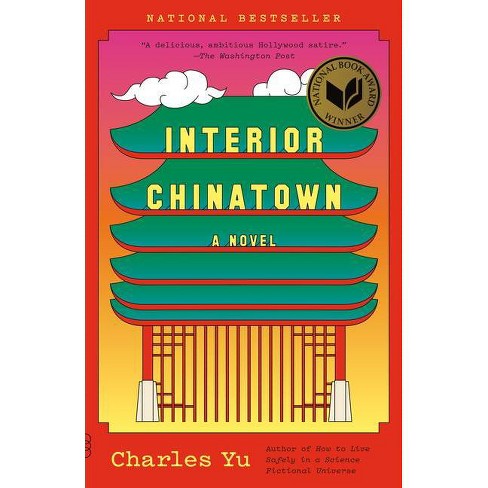 NATIONAL BESTSELLER
"A delicious, ambitious Hollywood satire."
—The Washington Post
NATIONAL BOOK AWARD
WINNER
INTERIOR
CHINATOWN
A NOVEL
Charles Yu
Author of How to Live
Safely in a Science
Fictional Universe